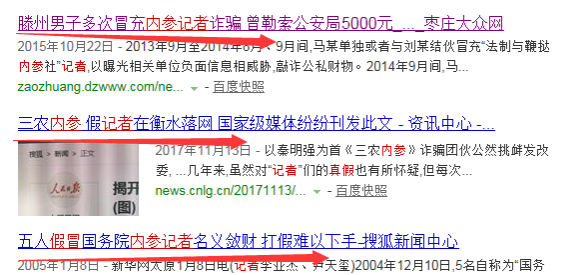 滕州男子多次冒充内参记者诈骗 曾勒索公安局5000元_..._枣庄大众网
2015年10月22日 - 2013年9月至2014年8月、9月间,马某单独或者与刘某结伙冒充“法制与鞭挞
内参社”记者,以曝光相关单位负面信息相威胁,敲诈公私财物。2014年9月间,马...
zaozhuang.dzwww.com/ne... - 百度快照
三农内参 假记者在衡水落网 国家级媒体纷纷刊发此文 - 资讯中心 -...
搜狐 > 新闻 > 正文
人民日报
揭开
(图)
2017年11月13日 - 以秦明强为首《三农内参》诈骗团伙公然挑衅发改
委, ...几年来,虽然对“记者”们的真假也有所怀疑,但每次...
news.cnlg.cn/20171113/... - 百度快照
五人假冒国务院内参记者名义敛财 打假难以下手-搜狐新闻中心
2005年1月8日 - 新华网太原1月8日电(记者李亚杰、尹天玺)2004年12月10日,5名自称为“国务